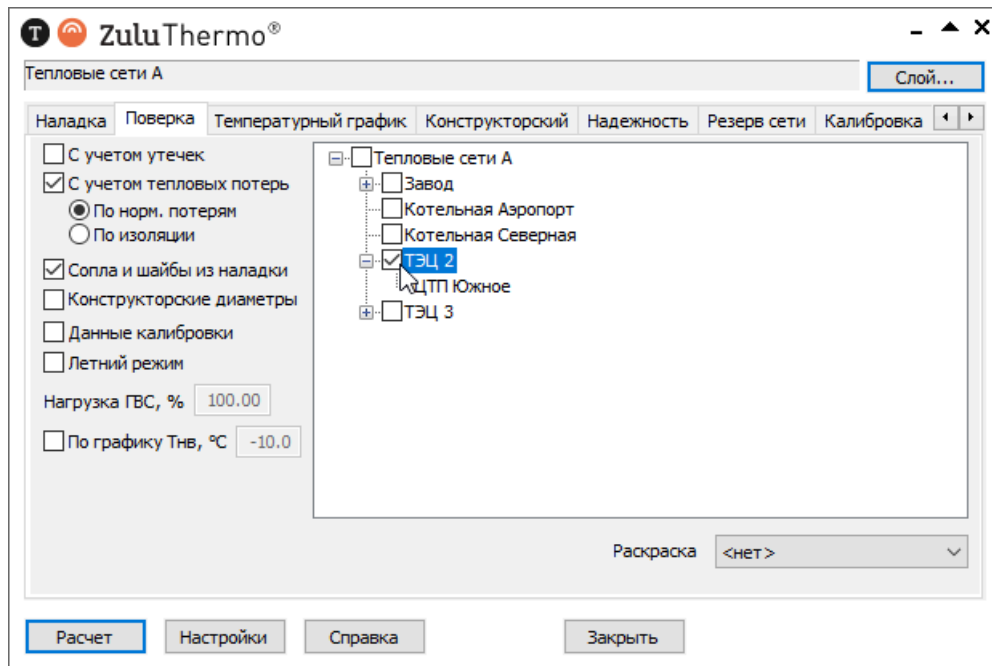 T ZuluThermo®
Тепловые сети А
Слой...
Наладка Поверка Температурный график Конструкторский Надежность Резерв сети Калибровка
С учетом утечек
С учетом тепловых потерь
По норм. потерям
По изоляции
Сопла и шайбы из наладки
Конструкторские диаметры
Данные калибровки
Летний режим
Нагрузка ГВС, % 100.00
По графику Тнв, °C -10.0
Тепловые сети А
Завод
Котельная Аэропорт
Котельная Северная
ТЭЦ 2
ЦТП Южное
ТЭЦ 3
Раскраска <нет>
Расчет Настройки Справка Закрыть